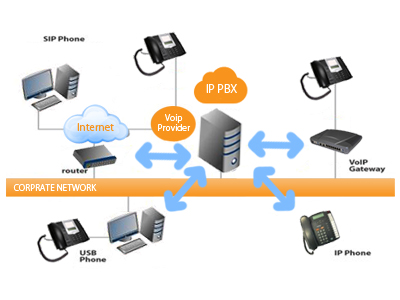 SIP Phone
IP PBX
Internet
Voip
Provider
router
VoIP
Gateway
CORPRATE NETWORK
USB
Phone
IP Phone